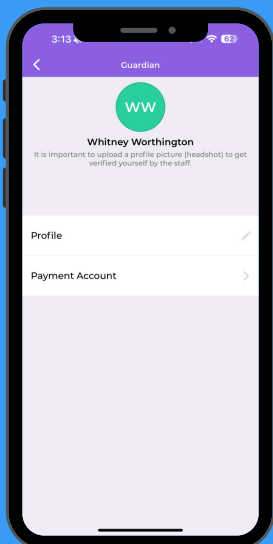 3:13
62
Guardian
WW
Whitney Worthington
It is important to upload a profile picture (headshot) to get
verified yourself by the staff.
Profile
Payment Account